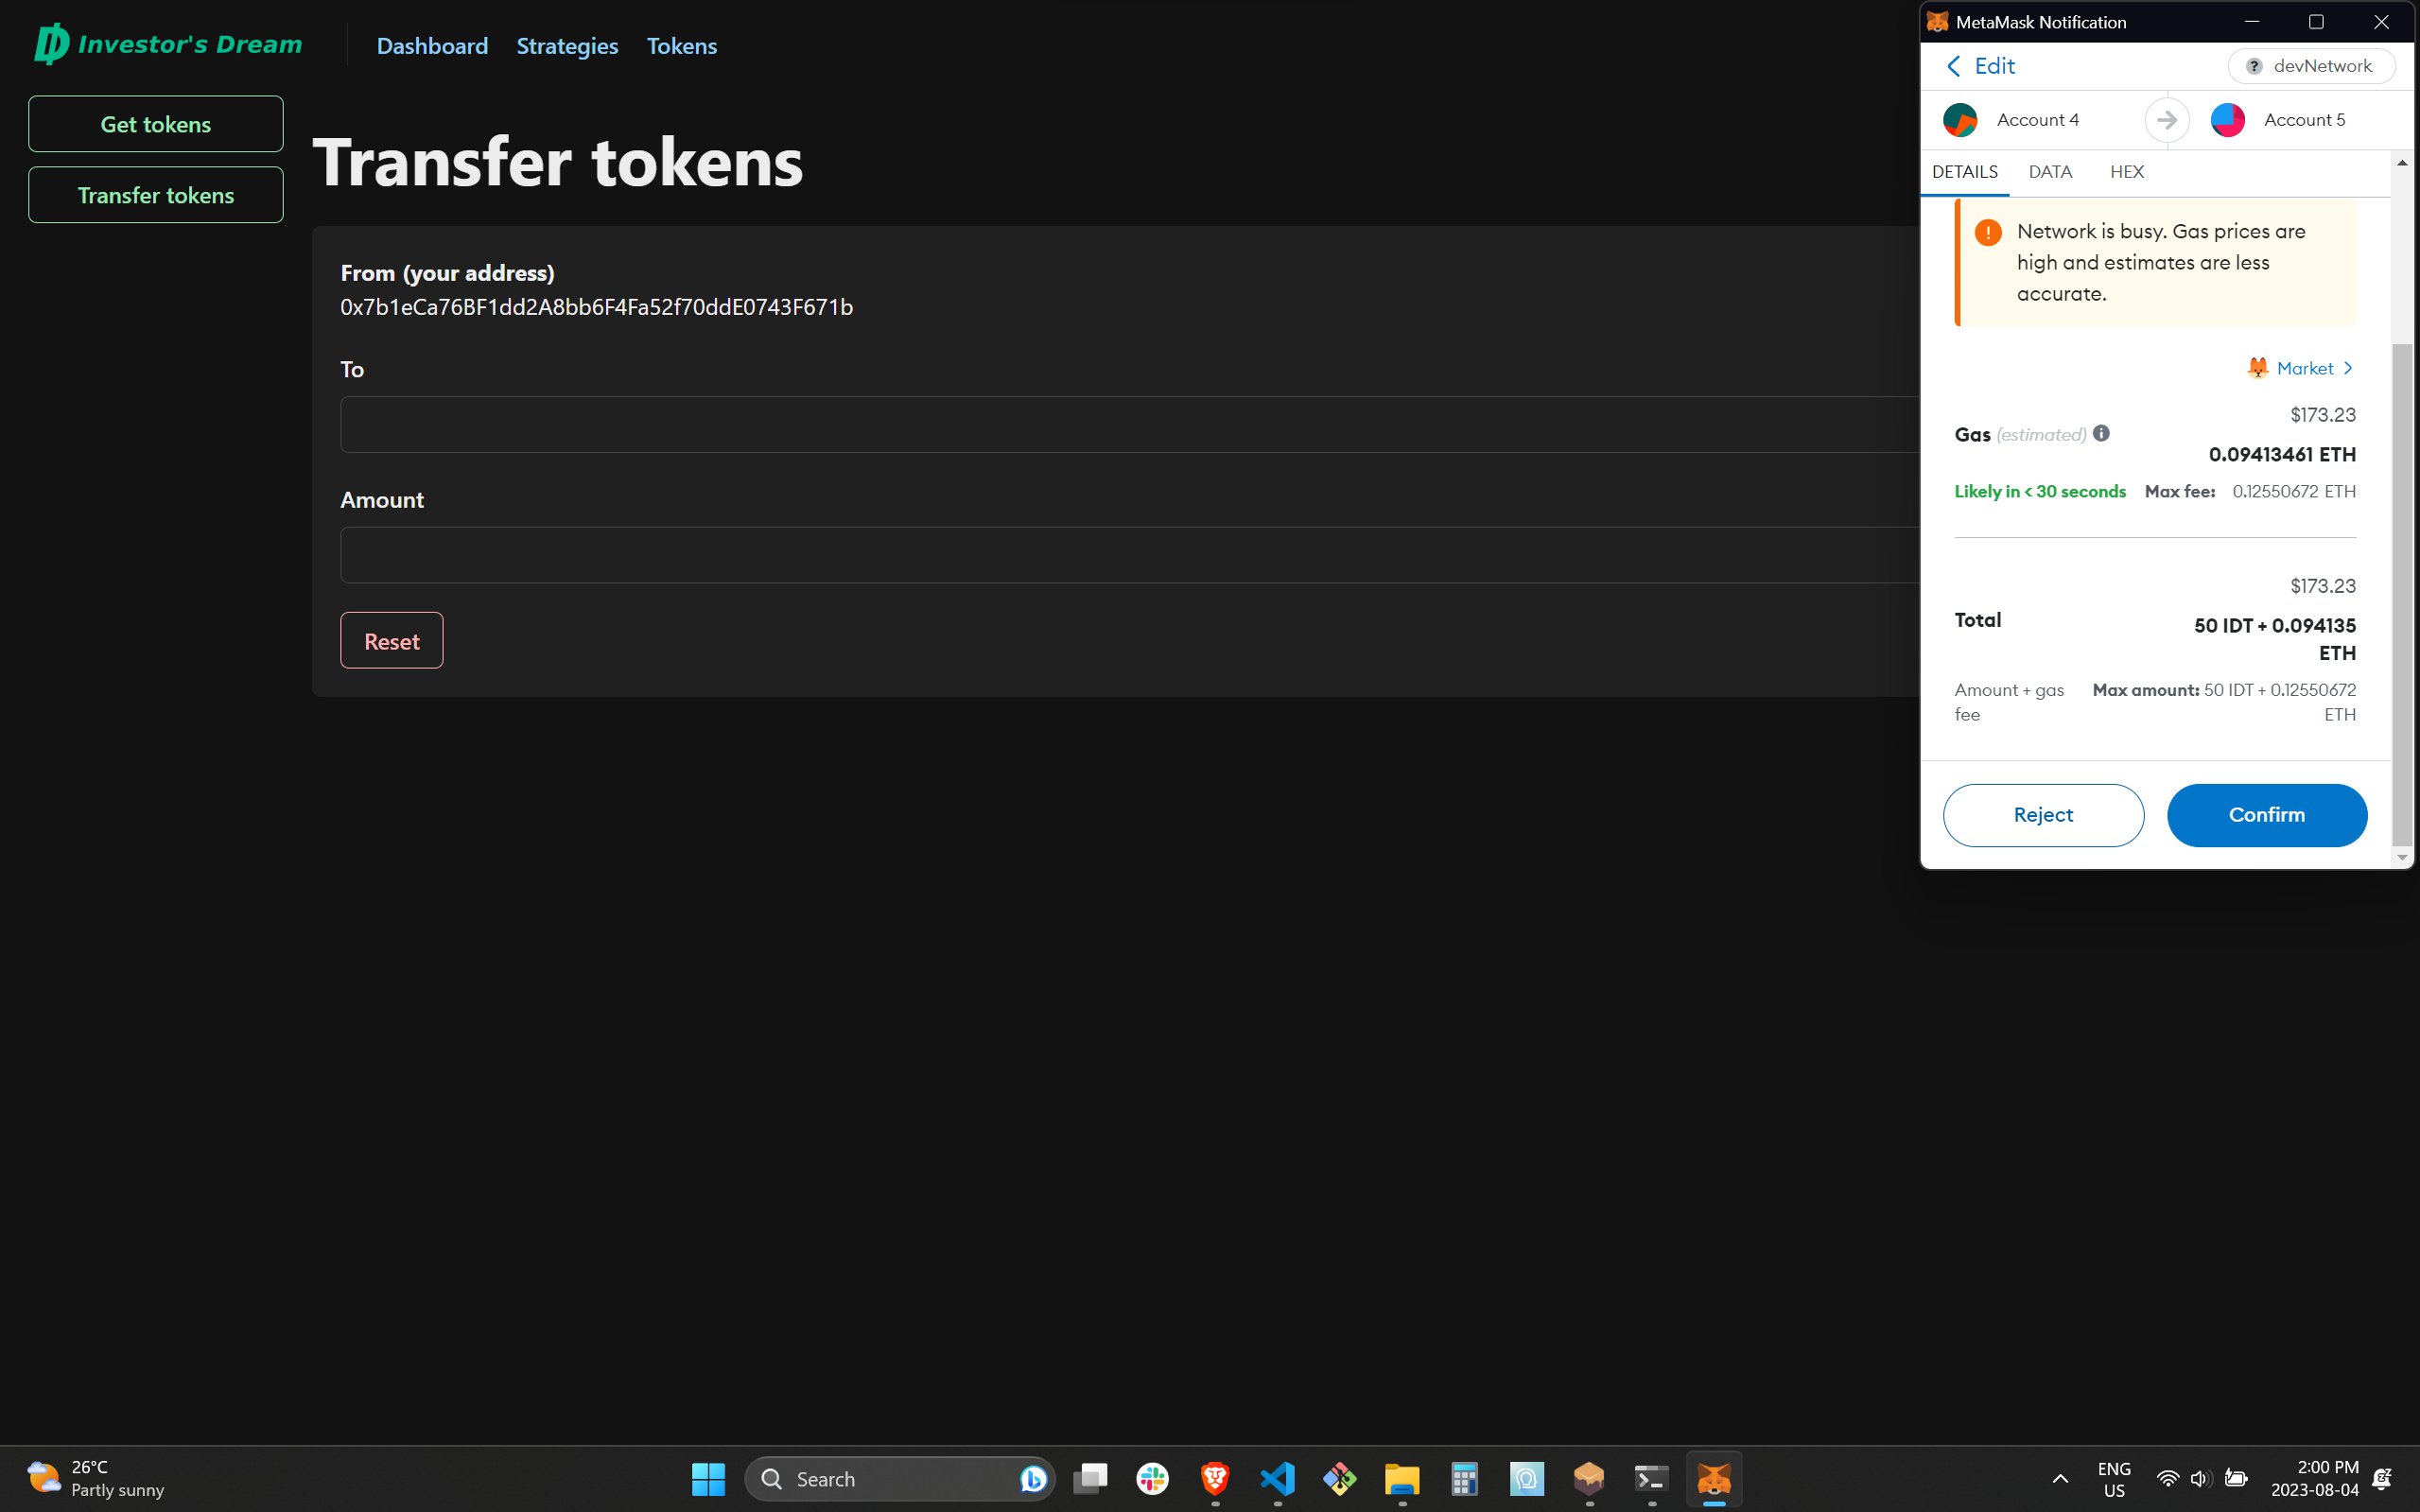 Investor's Dream
Dashboard
Strategies
Tokens
Get tokens
Transfer tokens
Transfer tokens
From (your address)
0x7b1eCa76BF1dd2A8bb6F4Fa52f70ddE0743F671b
To
Amount
Reset
MetaMask Notification
Edit
devNetwork
Account 4
Account 5
DETAILS
DATA
HEX
Network is busy. Gas prices are
high and estimates are less
accurate.
Market
$173.23
Gas (estimated)
0.09413461 ETH
Likely in < 30 seconds
Max fee: 0.12550672 ETH
$173.23
Total
50 IDT + 0.094135
ETH
Amount + gas
fee
Max amount: 50 IDT + 0.12550672
ETH
Reject
Confirm
26°C
Partly sunny
Search
ENG
US
2:00 PM
2023-08-04